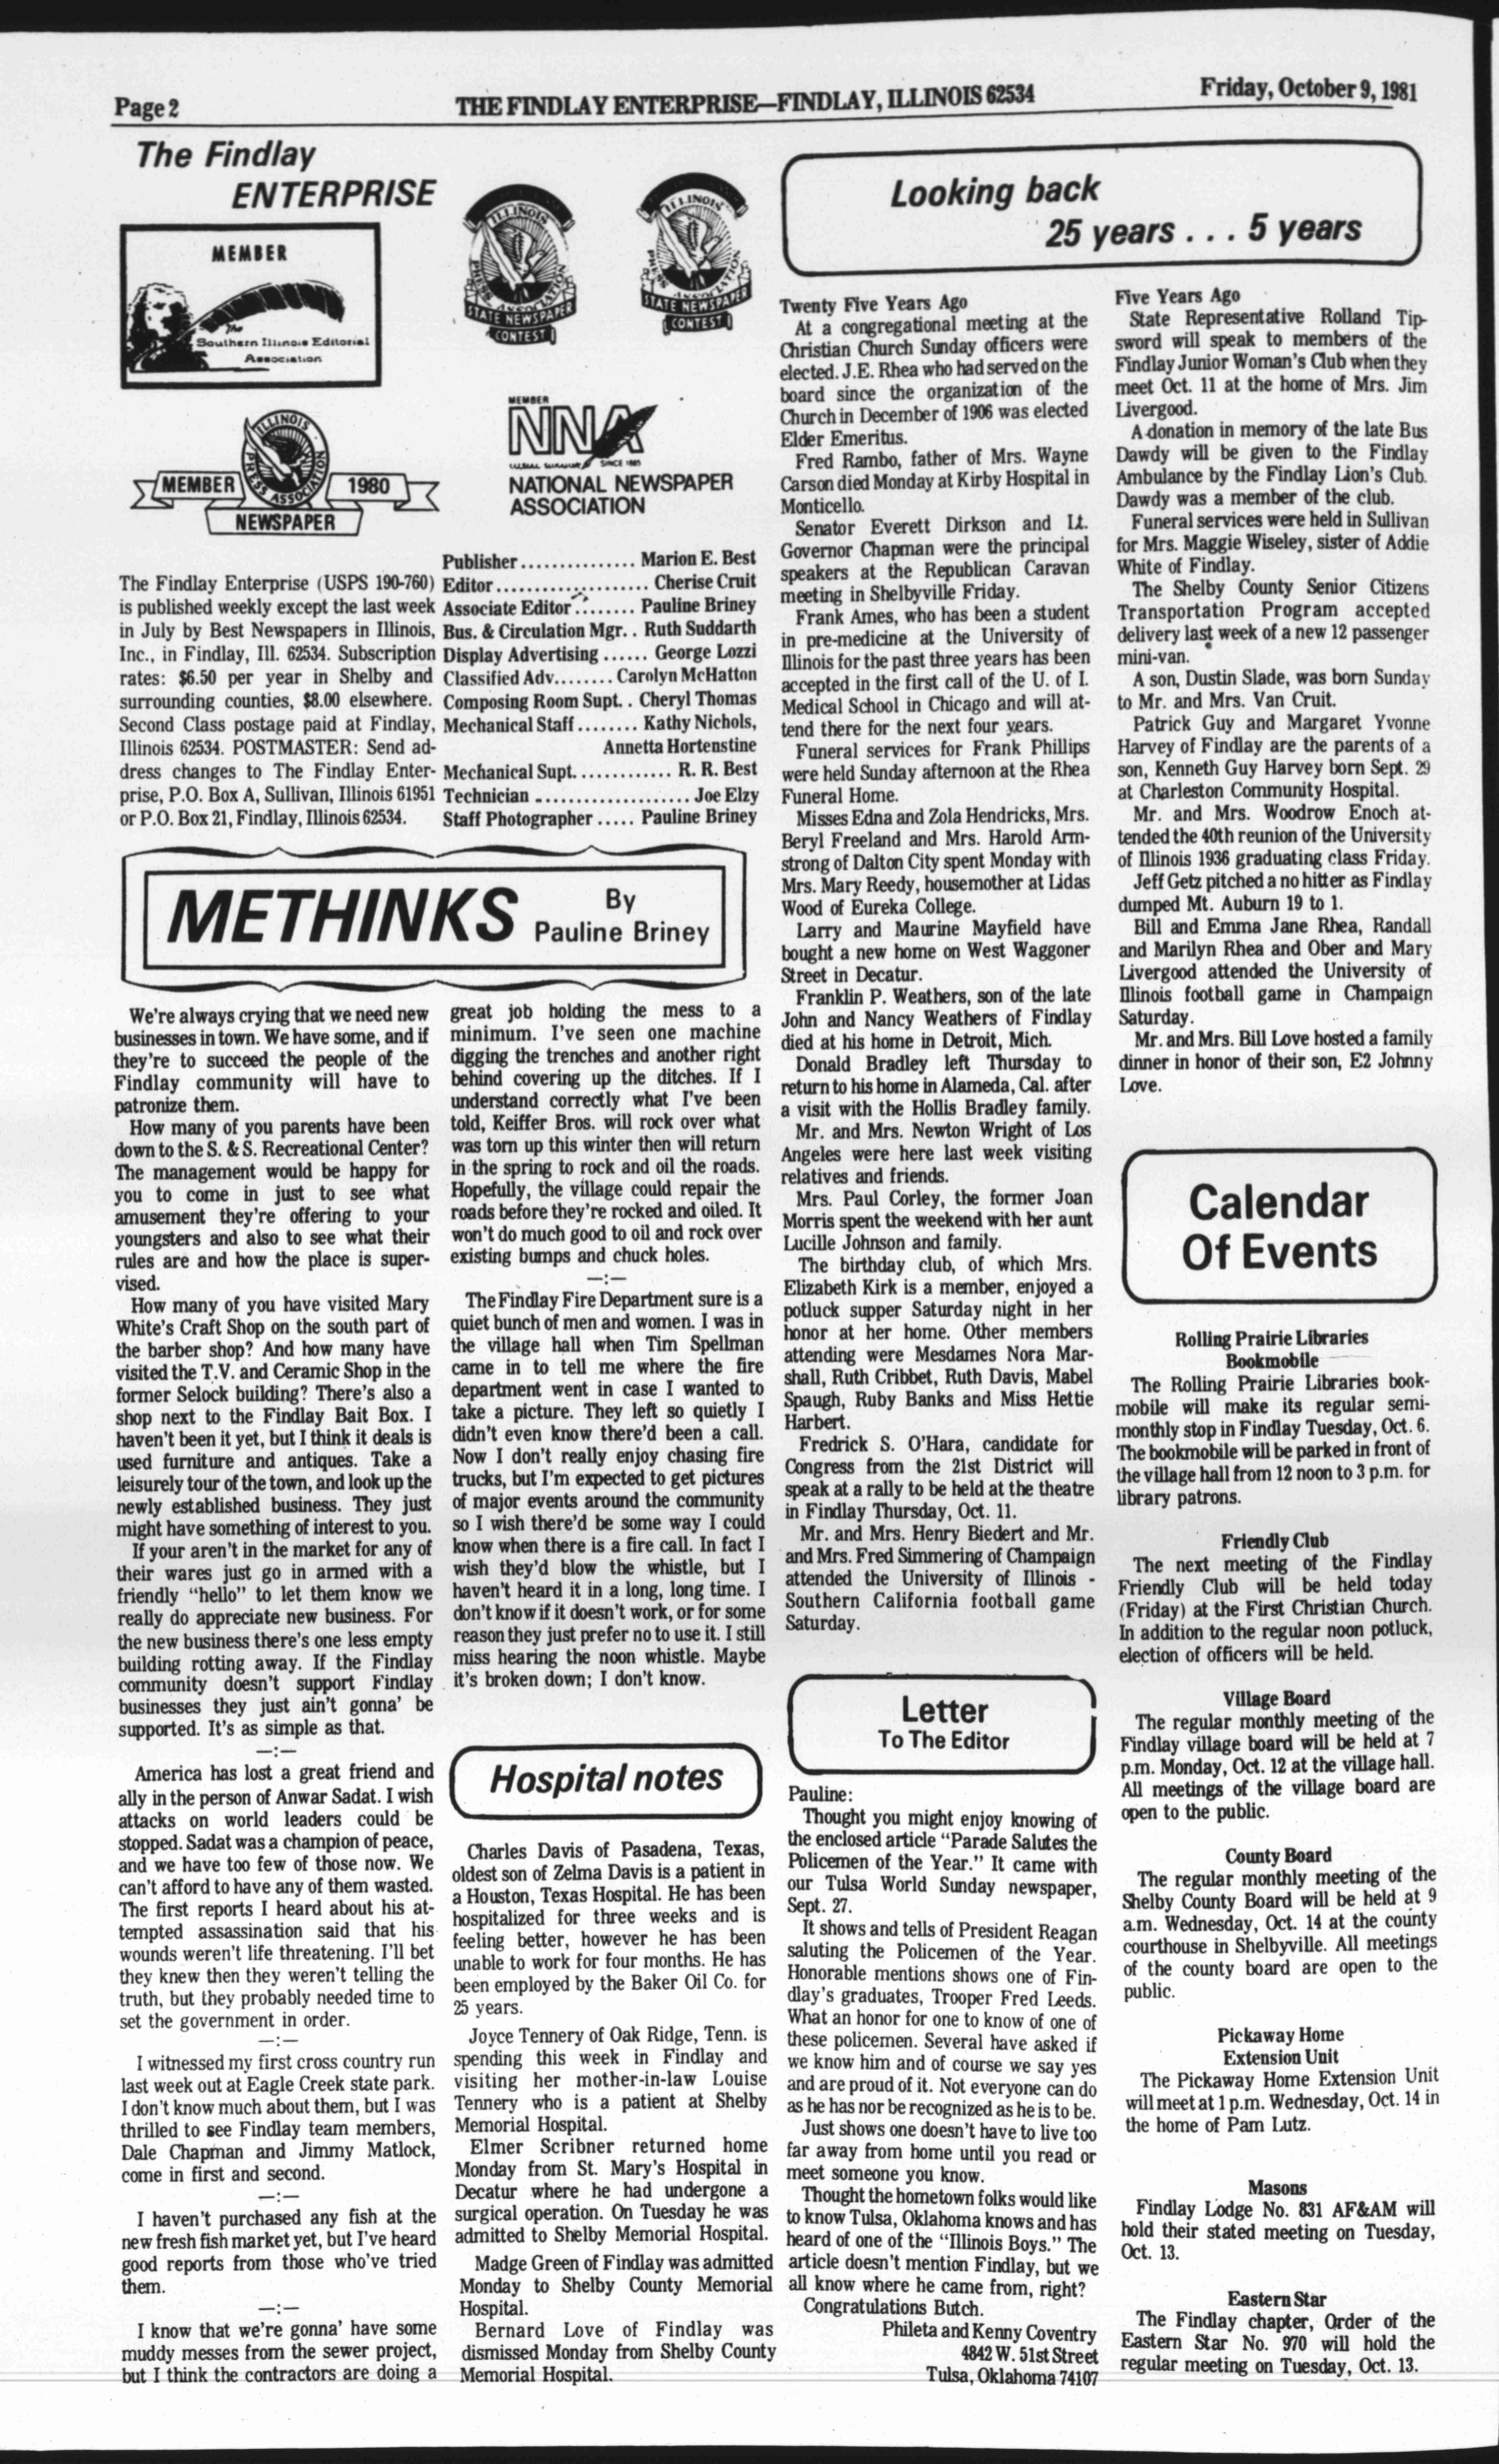 Page 2
THE FINDLAY ENTERPRISE—FINDLAY, ILLINOIS 62534
Friday, October 9, 1981
The Findlay
ENTERPRISE
MEMBER
The
Southern Illinois Editorial
Association
ILLINOIS
PRESS ASSOCIATION
STATE NEWSPAPER
CONTEST
ILLINOIS
PRESS ASSOCIATION
STATE NEWSPAPER
CONTEST
ILLINOIS
PRESS ASSOCIATION
MEMBER
1980
NEWSPAPER
MEMBER
NNA
SINCE 1885
NATIONAL NEWSPAPER
ASSOCIATION
The Findlay Enterprise (USPS 190-760)
is published weekly except the last week
in July by Best Newspapers in Illinois,
Inc., in Findlay, Ill. 62534. Subscription
rates: $6.50 per year in Shelby and
surrounding counties, $8.00 elsewhere.
Second Class postage paid at Findlay,
Illinois 62534. POSTMASTER: Send ad-
dress changes to The Findlay Enter-
prise, P.O. Box A, Sullivan, Illinois 61951
or P.O. Box 21, Findlay, Illinois 62534.
Publisher............... Marion E. Best
Editor.................... Cherise Cruit
Associate Editor........ Pauline Briney
Bus. & Circulation Mgr.. Ruth Suddarth
Display Advertising ...... George Lozzi
Classified Adv........ Carolyn McHatton
Composing Room Supt. . Cheryl Thomas
Mechanical Staff ........ Kathy Nichols,
Annetta Hortenstine
Mechanical Supt. ............ R. R. Best
Technician ..................... Joe Elzy
Staff Photographer ..... Pauline Briney
METHINKS
By
Pauline Briney
We're always crying that we need new
businesses in town. We have some, and if
they're to succeed the people of the
Findlay community will have to
patronize them.
How many of you parents have been
down to the S. & S. Recreational Center?
The management would be happy for
you to come in just to see what
amusement they're offering to your
youngsters and also to see what their
rules are and how the place is super-
vised.
How many of you have visited Mary
White's Craft Shop on the south part of
the barber shop? And how many have
visited the T.V. and Ceramic Shop in the
former Selock building? There's also a
shop next to the Findlay Bait Box. I
haven't been it yet, but I think it deals is
used furniture and antiques. Take a
leisurely tour of the town, and look up the
newly established business. They just
might have something of interest to you.
If your aren't in the market for any of
their wares just go in armed with a
friendly "hello" to let them know we
really do appreciate new business. For
the new business there's one less empty
building rotting away. If the Findlay
community doesn't support Findlay
businesses they just ain't gonna' be
supported. It's as simple as that.
—:—
America has lost a great friend and
ally in the person of Anwar Sadat. I wish
attacks on world leaders could be
stopped. Sadat was a champion of peace,
and we have too few of those now. We
can't afford to have any of them wasted.
The first reports I heard about his at-
tempted assassination said that his
wounds weren't life threatening. I'll bet
they knew then they weren't telling the
truth, but they probably needed time to
set the government in order.
—:—
I witnessed my first cross country run
last week out at Eagle Creek state park.
I don't know much about them, but I was
thrilled to see Findlay team members,
Dale Chapman and Jimmy Matlock,
come in first and second.
—:—
I haven't purchased any fish at the
new fresh fish market yet, but I've heard
good reports from those who've tried
them.
—:—
I know that we're gonna' have some
muddy messes from the sewer project,
but I think the contractors are doing a
great job holding the mess to a
minimum. I've seen one machine
digging the trenches and another right
behind covering up the ditches. If I
understand correctly what I've been
told, Keiffer Bros. will rock over what
was torn up this winter then will return
in the spring to rock and oil the roads.
Hopefully, the village could repair the
roads before they're rocked and oiled. It
won't do much good to oil and rock over
existing bumps and chuck holes.
—:—
The Findlay Fire Department sure is a
quiet bunch of men and women. I was in
the village hall when Tim Spellman
came in to tell me where the fire
department went in case I wanted to
take a picture. They left so quietly I
didn't even know there'd been a call.
Now I don't really enjoy chasing fire
trucks, but I'm expected to get pictures
of major events around the community
so I wish there'd be some way I could
know when there is a fire call. In fact I
wish they'd blow the whistle, but I
haven't heard it in a long, long time. I
don't know if it doesn't work, or for some
reason they just prefer no to use it. I still
miss hearing the noon whistle. Maybe
it's broken down; I don't know.
Hospital notes
Charles Davis of Pasadena, Texas,
oldest son of Zelma Davis is a patient in
a Houston, Texas Hospital. He has been
hospitalized for three weeks and is
feeling better, however he has been
unable to work for four months. He has
been employed by the Baker Oil Co. for
25 years.
Joyce Tennery of Oak Ridge, Tenn. is
spending this week in Findlay and
visiting her mother-in-law Louise
Tennery who is a patient at Shelby
Memorial Hospital.
Elmer Scribner returned home
Monday from St. Mary's Hospital in
Decatur where he had undergone a
surgical operation. On Tuesday he was
admitted to Shelby Memorial Hospital.
Madge Green of Findlay was admitted
Monday to Shelby County Memorial
Hospital.
Bernard Love of Findlay was
dismissed Monday from Shelby County
Memorial Hospital.
Looking back
25 years . . . 5 years
Twenty Five Years Ago
At a congregational meeting at the
Christian Church Sunday officers were
elected. J.E. Rhea who had served on the
board since the organization of the
Church in December of 1906 was elected
Elder Emeritus.
Fred Rambo, father of Mrs. Wayne
Carson died Monday at Kirby Hospital in
Monticello.
Senator Everett Dirkson and Lt.
Governor Chapman were the principal
speakers at the Republican Caravan
meeting in Shelbyville Friday.
Frank Ames, who has been a student
in pre-medicine at the University of
Illinois for the past three years has been
accepted in the first call of the U. of I.
Medical School in Chicago and will at-
tend there for the next four years.
Funeral services for Frank Phillips
were held Sunday afternoon at the Rhea
Funeral Home.
Misses Edna and Zola Hendricks, Mrs.
Beryl Freeland and Mrs. Harold Arm-
strong of Dalton City spent Monday with
Mrs. Mary Reedy, housemother at Lidas
Wood of Eureka College.
Larry and Maurine Mayfield have
bought a new home on West Waggoner
Street in Decatur.
Franklin P. Weathers, son of the late
John and Nancy Weathers of Findlay
died at his home in Detroit, Mich.
Donald Bradley left Thursday to
return to his home in Alameda, Cal. after
a visit with the Hollis Bradley family.
Mr. and Mrs. Newton Wright of Los
Angeles were here last week visiting
relatives and friends.
Mrs. Paul Corley, the former Joan
Morris spent the weekend with her aunt
Lucille Johnson and family.
The birthday club, of which Mrs.
Elizabeth Kirk is a member, enjoyed a
potluck supper Saturday night in her
honor at her home. Other members
attending were Mesdames Nora Mar-
shall, Ruth Cribbet, Ruth Davis, Mabel
Spaugh, Ruby Banks and Miss Hettie
Harbert.
Fredrick S. O'Hara, candidate for
Congress from the 21st District will
speak at a rally to be held at the theatre
in Findlay Thursday, Oct. 11.
Mr. and Mrs. Henry Biedert and Mr.
and Mrs. Fred Simmering of Champaign
attended the University of Illinois -
Southern California football game
Saturday.
Letter
To The Editor
Pauline:
Thought you might enjoy knowing of
the enclosed article "Parade Salutes the
Policemen of the Year." It came with
our Tulsa World Sunday newspaper,
Sept. 27.
It shows and tells of President Reagan
saluting the Policemen of the Year.
Honorable mentions shows one of Fin-
dlay's graduates, Trooper Fred Leeds.
What an honor for one to know of one of
these policemen. Several have asked if
we know him and of course we say yes
and are proud of it. Not everyone can do
as he has nor be recognized as he is to be.
Just shows one doesn't have to live too
far away from home until you read or
meet someone you know.
Thought the hometown folks would like
to know Tulsa, Oklahoma knows and has
heard of one of the "Illinois Boys." The
article doesn't mention Findlay, but we
all know where he came from, right?
Congratulations Butch.
Phileta and Kenny Coventry
4842 W. 51st Street
Tulsa, Oklahoma 74107
Five Years Ago
State Representative Rolland Tip-
sword will speak to members of the
Findlay Junior Woman's Club when they
meet Oct. 11 at the home of Mrs. Jim
Livergood.
A donation in memory of the late Bus
Dawdy will be given to the Findlay
Ambulance by the Findlay Lion's Club.
Dawdy was a member of the club.
Funeral services were held in Sullivan
for Mrs. Maggie Wiseley, sister of Addie
White of Findlay.
The Shelby County Senior Citizens
Transportation Program accepted
delivery last week of a new 12 passenger
mini-van.
A son, Dustin Slade, was born Sunday
to Mr. and Mrs. Van Cruit.
Patrick Guy and Margaret Yvonne
Harvey of Findlay are the parents of a
son, Kenneth Guy Harvey born Sept. 29
at Charleston Community Hospital.
Mr. and Mrs. Woodrow Enoch at-
tended the 40th reunion of the University
of Illinois 1936 graduating class Friday.
Jeff Getz pitched a no hitter as Findlay
dumped Mt. Auburn 19 to 1.
Bill and Emma Jane Rhea, Randall
and Marilyn Rhea and Ober and Mary
Livergood attended the University of
Illinois football game in Champaign
Saturday.
Mr. and Mrs. Bill Love hosted a family
dinner in honor of their son, E2 Johnny
Love.
Calendar
Of Events
Rolling Prairie Libraries
Bookmobile
The Rolling Prairie Libraries book-
mobile will make its regular semi-
monthly stop in Findlay Tuesday, Oct. 6.
The bookmobile will be parked in front of
the village hall from 12 noon to 3 p.m. for
library patrons.
Friendly Club
The next meeting of the Findlay
Friendly Club will be held today
(Friday) at the First Christian Church.
In addition to the regular noon potluck,
election of officers will be held.
Village Board
The regular monthly meeting of the
Findlay village board will be held at 7
p.m. Monday, Oct. 12 at the village hall.
All meetings of the village board are
open to the public.
County Board
The regular monthly meeting of the
Shelby County Board will be held at 9
a.m. Wednesday, Oct. 14 at the county
courthouse in Shelbyville. All meetings
of the county board are open to the
public.
Pickaway Home
Extension Unit
The Pickaway Home Extension Unit
will meet at 1 p.m. Wednesday, Oct. 14 in
the home of Pam Lutz.
Masons
Findlay Lodge No. 831 AF&AM will
hold their stated meeting on Tuesday,
Oct. 13.
Eastern Star
The Findlay chapter, Order of the
Eastern Star No. 970 will hold the
regular meeting on Tuesday, Oct. 13.